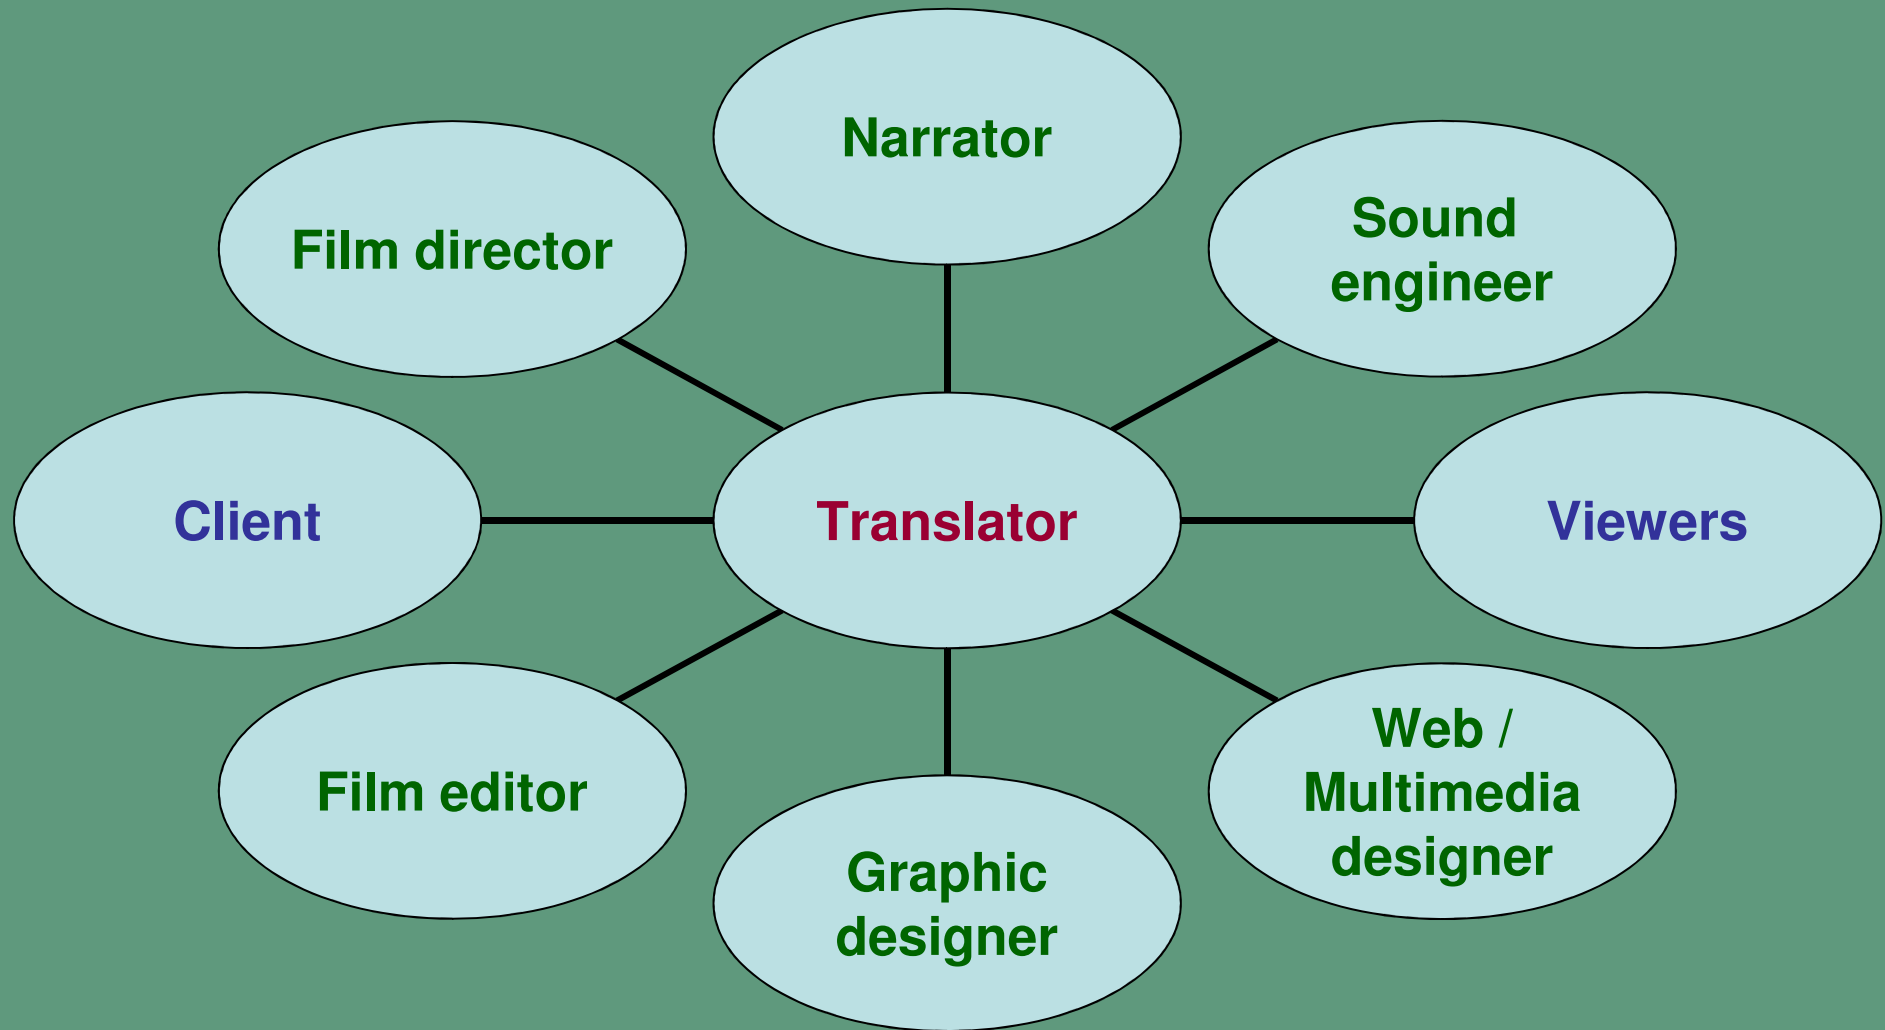 Narrator
Film director
Sound
engineer
Client
Translator
Viewers
Film editor
Web /
Multimedia
designer
Graphic
designer